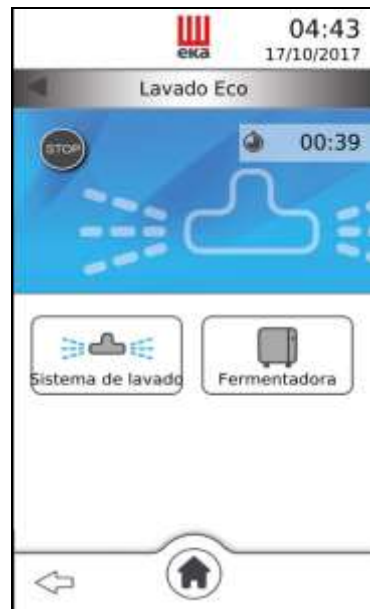 eka
04:43
17/10/2017
Lavado Eco
STOP
00:39
Sistema de lavado
Fermentadora